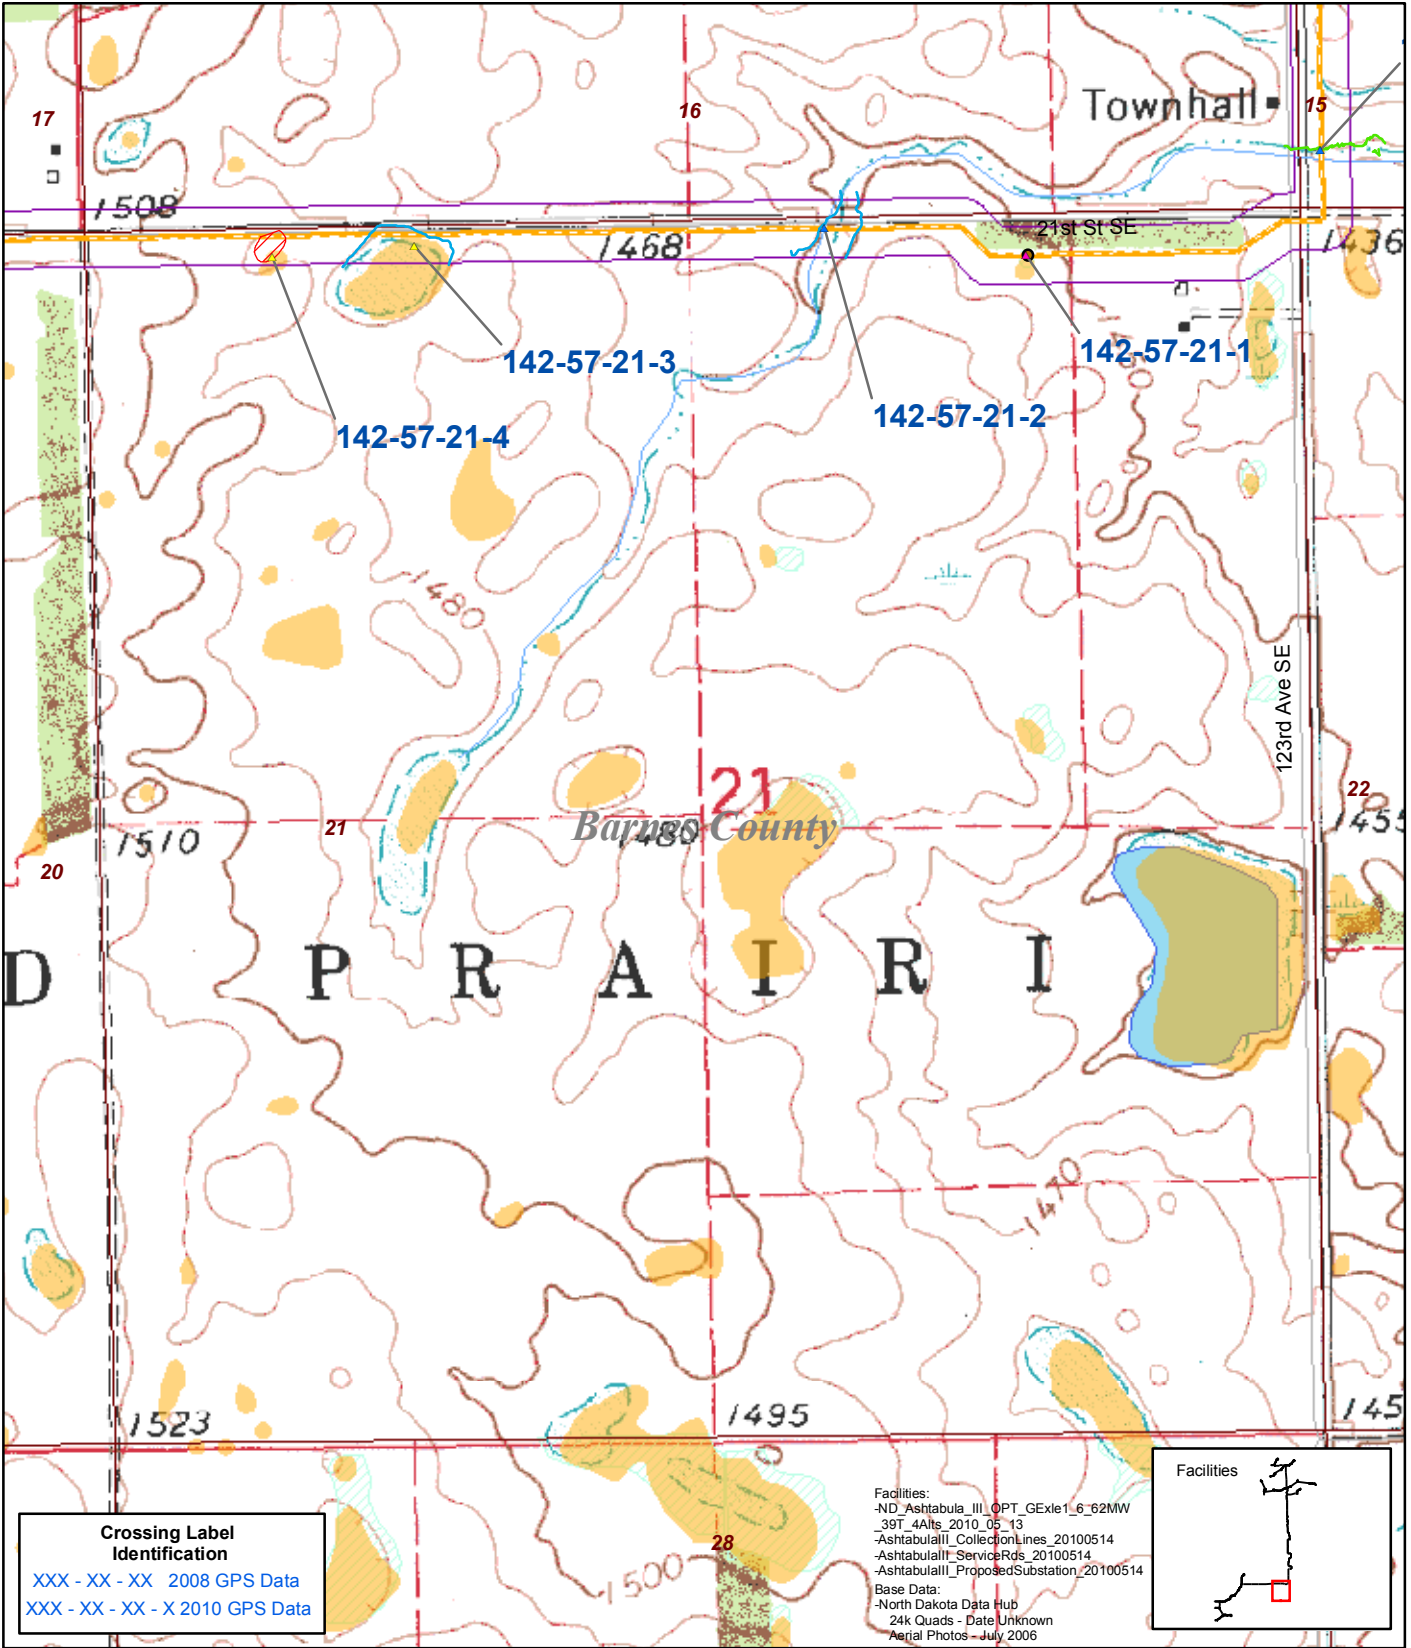 Townhall
17
16
15
1508
1468
21st St SE
1436
142-57-21-3
142-57-21-1
142-57-21-2
142-57-21-4
1480
123rd Ave SE
21
22
1455
1510
21
Barnes County
1480
20
D P R A I R I
1470
1523
1495
145
28
1500
Crossing Label
Identification
XXX - XX - XX 2008 GPS Data
XXX - XX - XX - X 2010 GPS Data
Facilities:
-ND_Ashtabula_III_OPT_GExle1_6_62MW
_39T_4Alts_2010_05_13
-AshtabulaIII_CollectionLines_20100514
-AshtabulaIII_ServiceRds_20100514
-AshtabulaIII_ProposedSubstation_20100514
Base Data:
-North Dakota Data Hub
24k Quads - Date Unknown
Aerial Photos - July 2006
Facilities